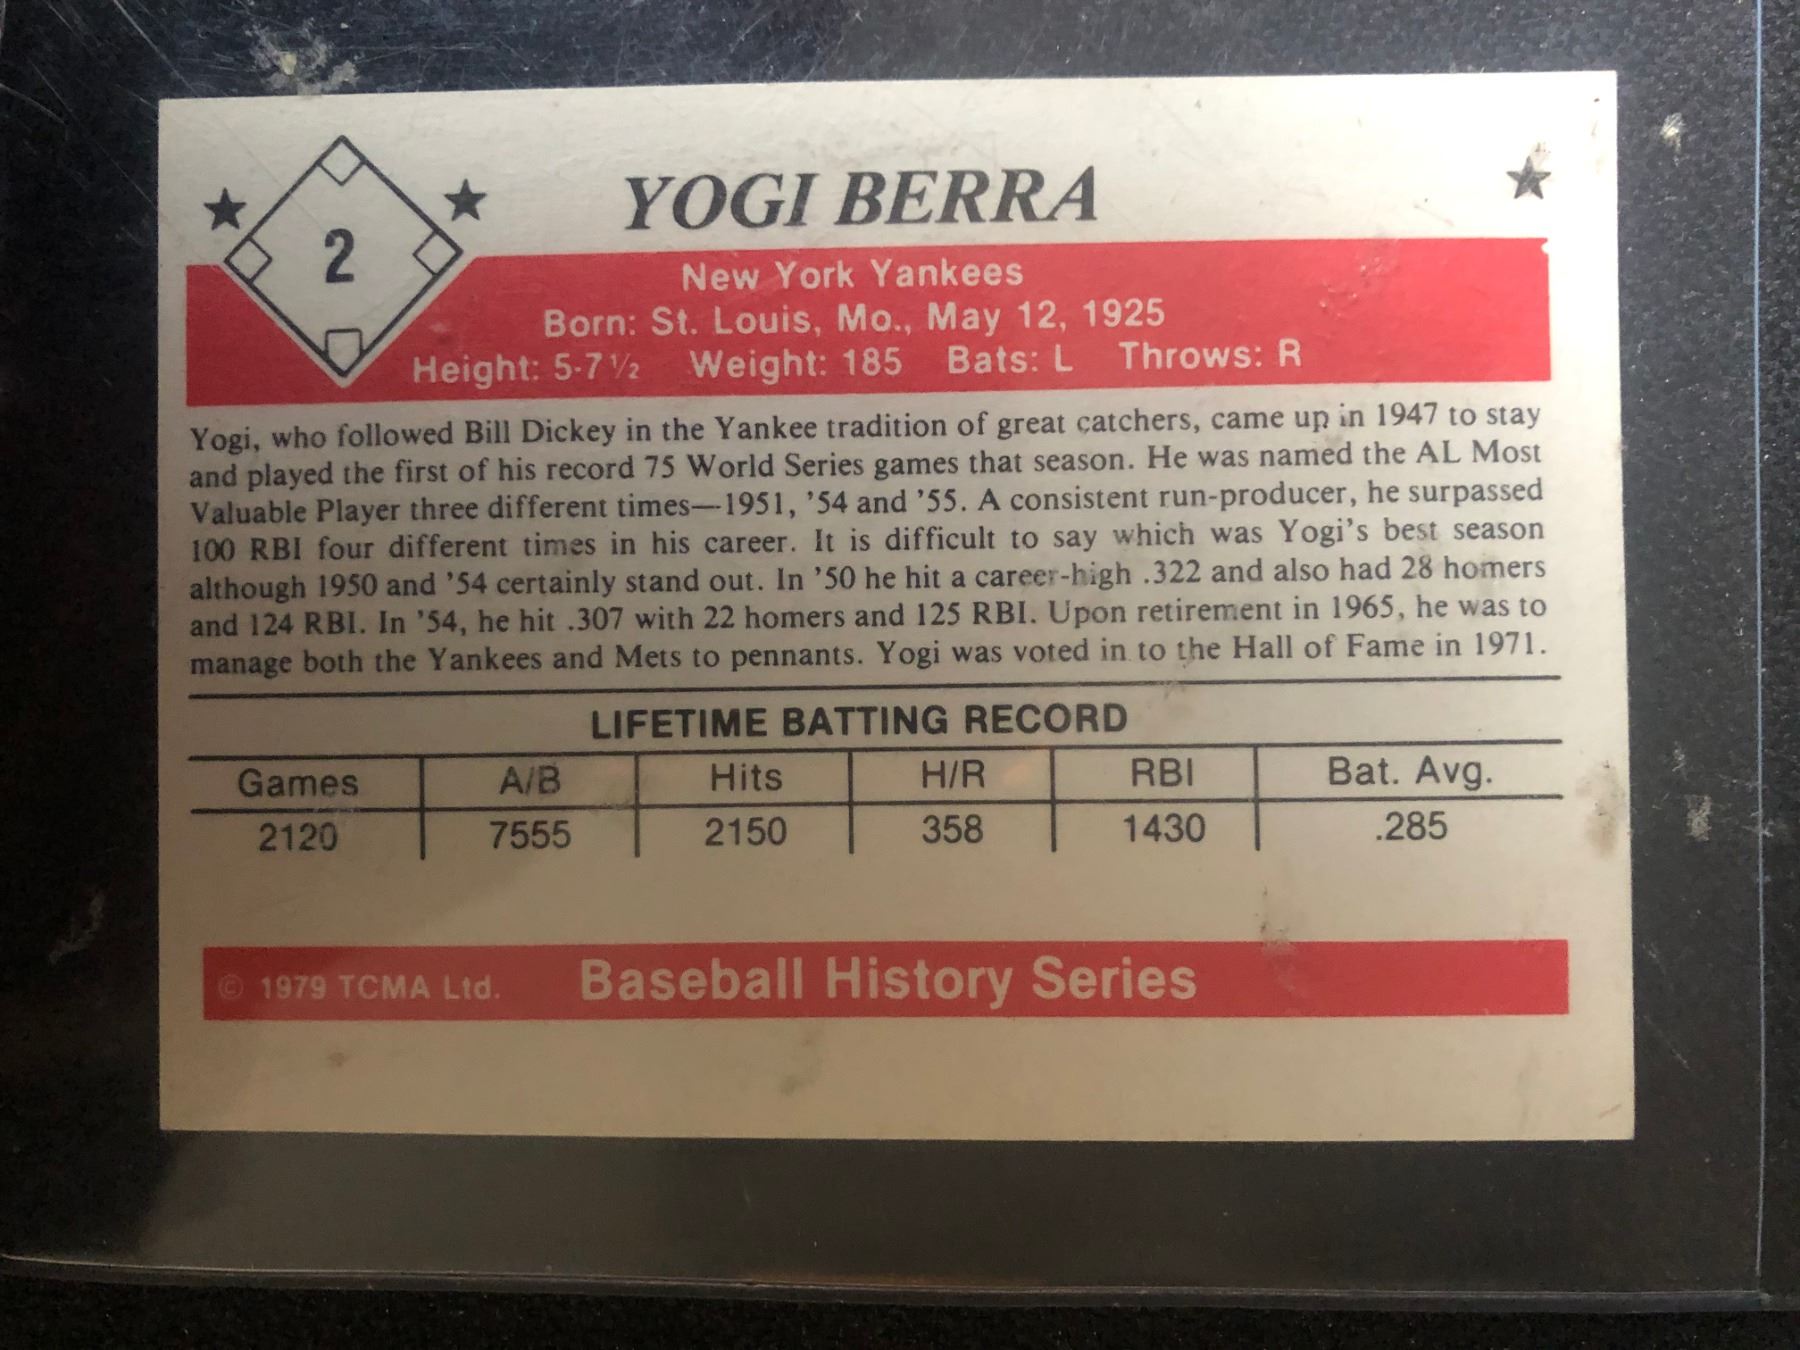 2
YOGI BERRA
New York Yankees
Born: St. Louis, Mo., May 12, 1925
Height: 5-7 ½ Weight: 185 Bats: L Throws: R
Yogi, who followed Bill Dickey in the Yankee tradition of great catchers, came up in 1947 to stay
and played the first of his record 75 World Series games that season. He was named the AL Most
Valuable Player three different times—1951, ’54 and ’55. A consistent run-producer, he surpassed
100 RBI four different times in his career. It is difficult to say which was Yogi’s best season
although 1950 and ’54 certainly stand out. In ’50 he hit a career-high .322 and also had 28 homers
and 124 RBI. In ’54, he hit .307 with 22 homers and 125 RBI. Upon retirement in 1965, he was to
manage both the Yankees and Mets to pennants. Yogi was voted in to the Hall of Fame in 1971.
LIFETIME BATTING RECORD
Games A/B Hits H/R RBI Bat. Avg.
2120 7555 2150 358 1430 .285
© 1979 TCMA Ltd. Baseball History Series